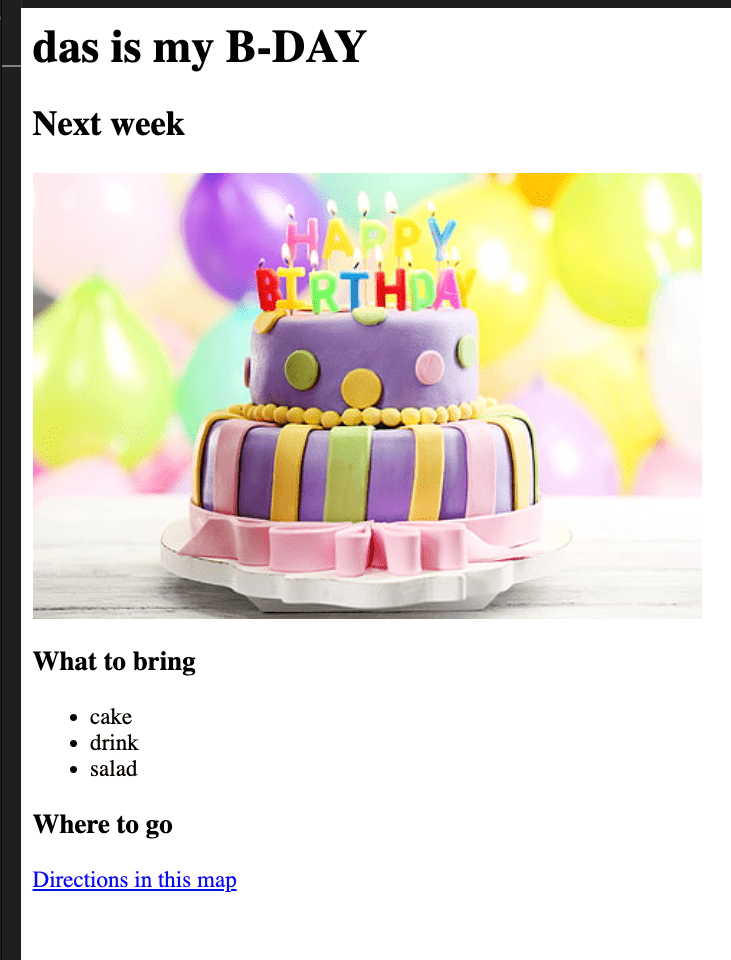 das is my B-DAY
Next week
HAPPY
BIRTHDAY
What to bring
cake
drink
salad
Where to go
Directions in this map